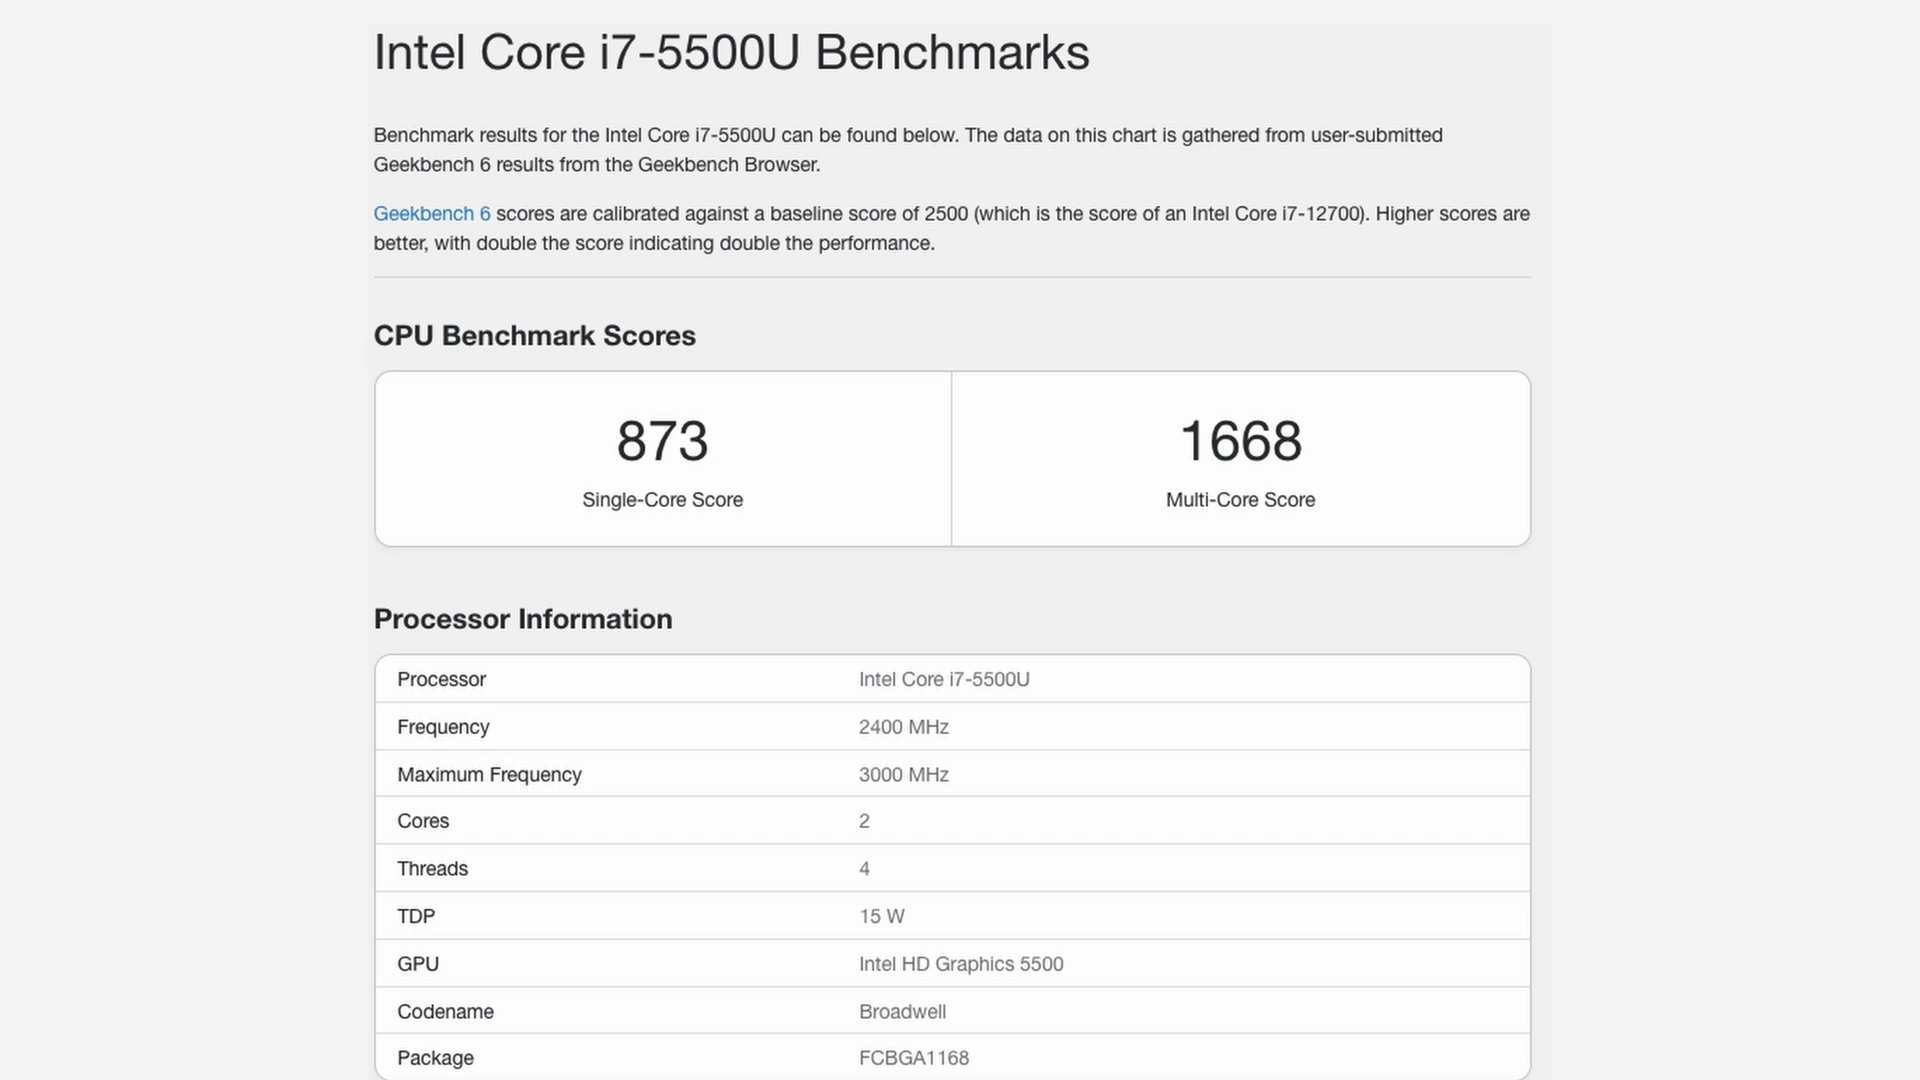 Intel Core i7-5500U Benchmarks
Benchmark results for the Intel Core i7-5500U can be found below. The data on this chart is gathered from user-submitted
Geekbench 6 results from the Geekbench Browser.
Geekbench 6 scores are calibrated against a baseline score of 2500 (which is the score of an Intel Core i7-12700). Higher scores are
better, with double the score indicating double the performance.
CPU Benchmark Scores
873 1668
Single-Core Score Multi-Core Score
Processor Information
Processor Intel Core i7-5500U
Frequency 2400 MHz
Maximum Frequency 3000 MHz
Cores 2
Threads 4
TDP 15 W
GPU Intel HD Graphics 5500
Codename Broadwell
Package FCBGA1168